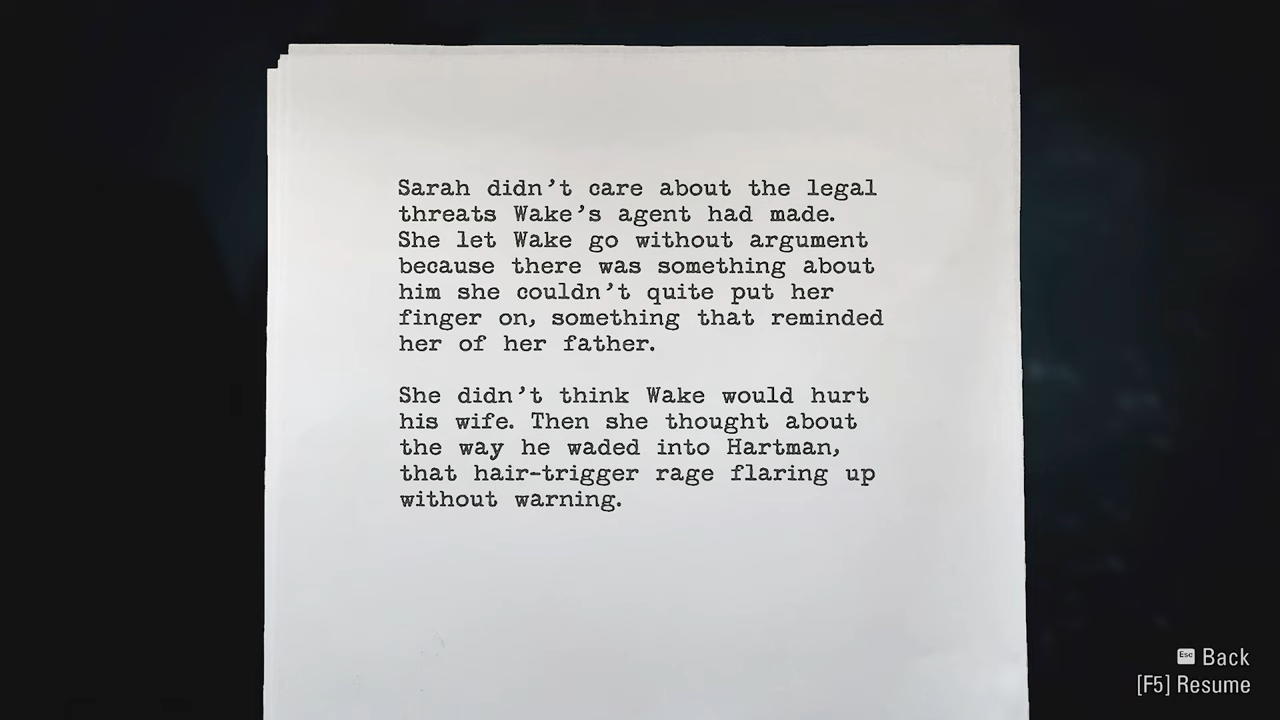 Sarah didn’t care about the legal
threats Wake’s agent had made.
She let Wake go without argument
because there was something about
him she couldn’t quite put her
finger on, something that reminded
her of her father.
She didn’t think Wake would hurt
his wife. Then she thought about
the way he waded into Hartman,
that hair-trigger rage flaring up
without warning.
Esc Back
[F5] Resume